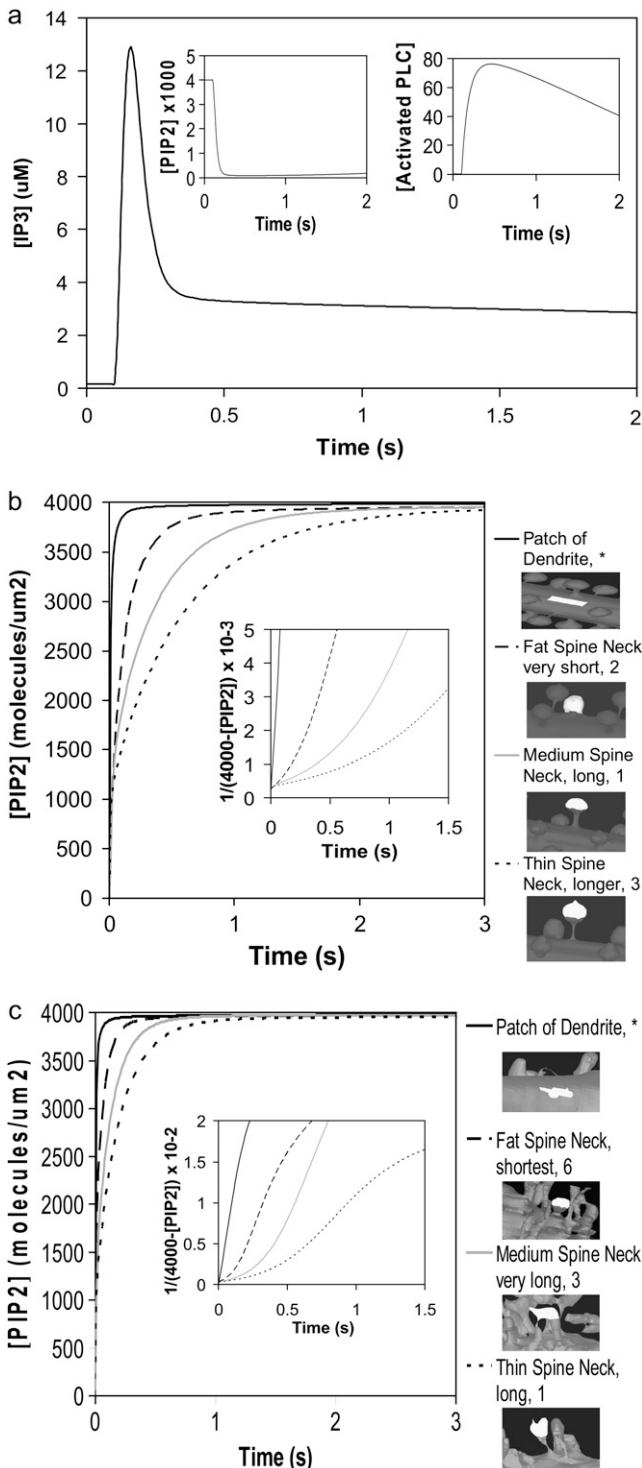 a
14
12
10
8
6
4
2
0
[IP3] (uM)
0.5
1
1.5
2
Time (s)
[PIP2] x1000
5
4
3
2
1
0
0
1
2
Time (s)
[Activated PLC]
80
60
40
20
0
0
1
2
Time (s)
b
4000
3500
3000
2500
2000
1500
1000
500
0
[PIP2] (molecules/um2)
0
1
2
3
Time (s)
1/(4000-[PIP2]) x 10-3
5
4
3
2
1
0
0
0.5
1
1.5
Time (s)
Patch of
Dendrite, *
Fat Spine Neck
very short, 2
Medium Spine
Neck, long, 1
Thin Spine
Neck, longer, 3
c
4000
3500
3000
2500
2000
1500
1000
500
0
[PIP2] (molecules/um2)
0
1
2
3
Time (s)
1/(4000-[PIP2]) x 10-2
2
1.5
1
0.5
0
0
0.5
1
1.5
Time (s)
Patch of Dendrite, *
Fat Spine Neck,
shortest, 6
Medium Spine Neck
very long, 3
Thin Spine Neck,
long, 1